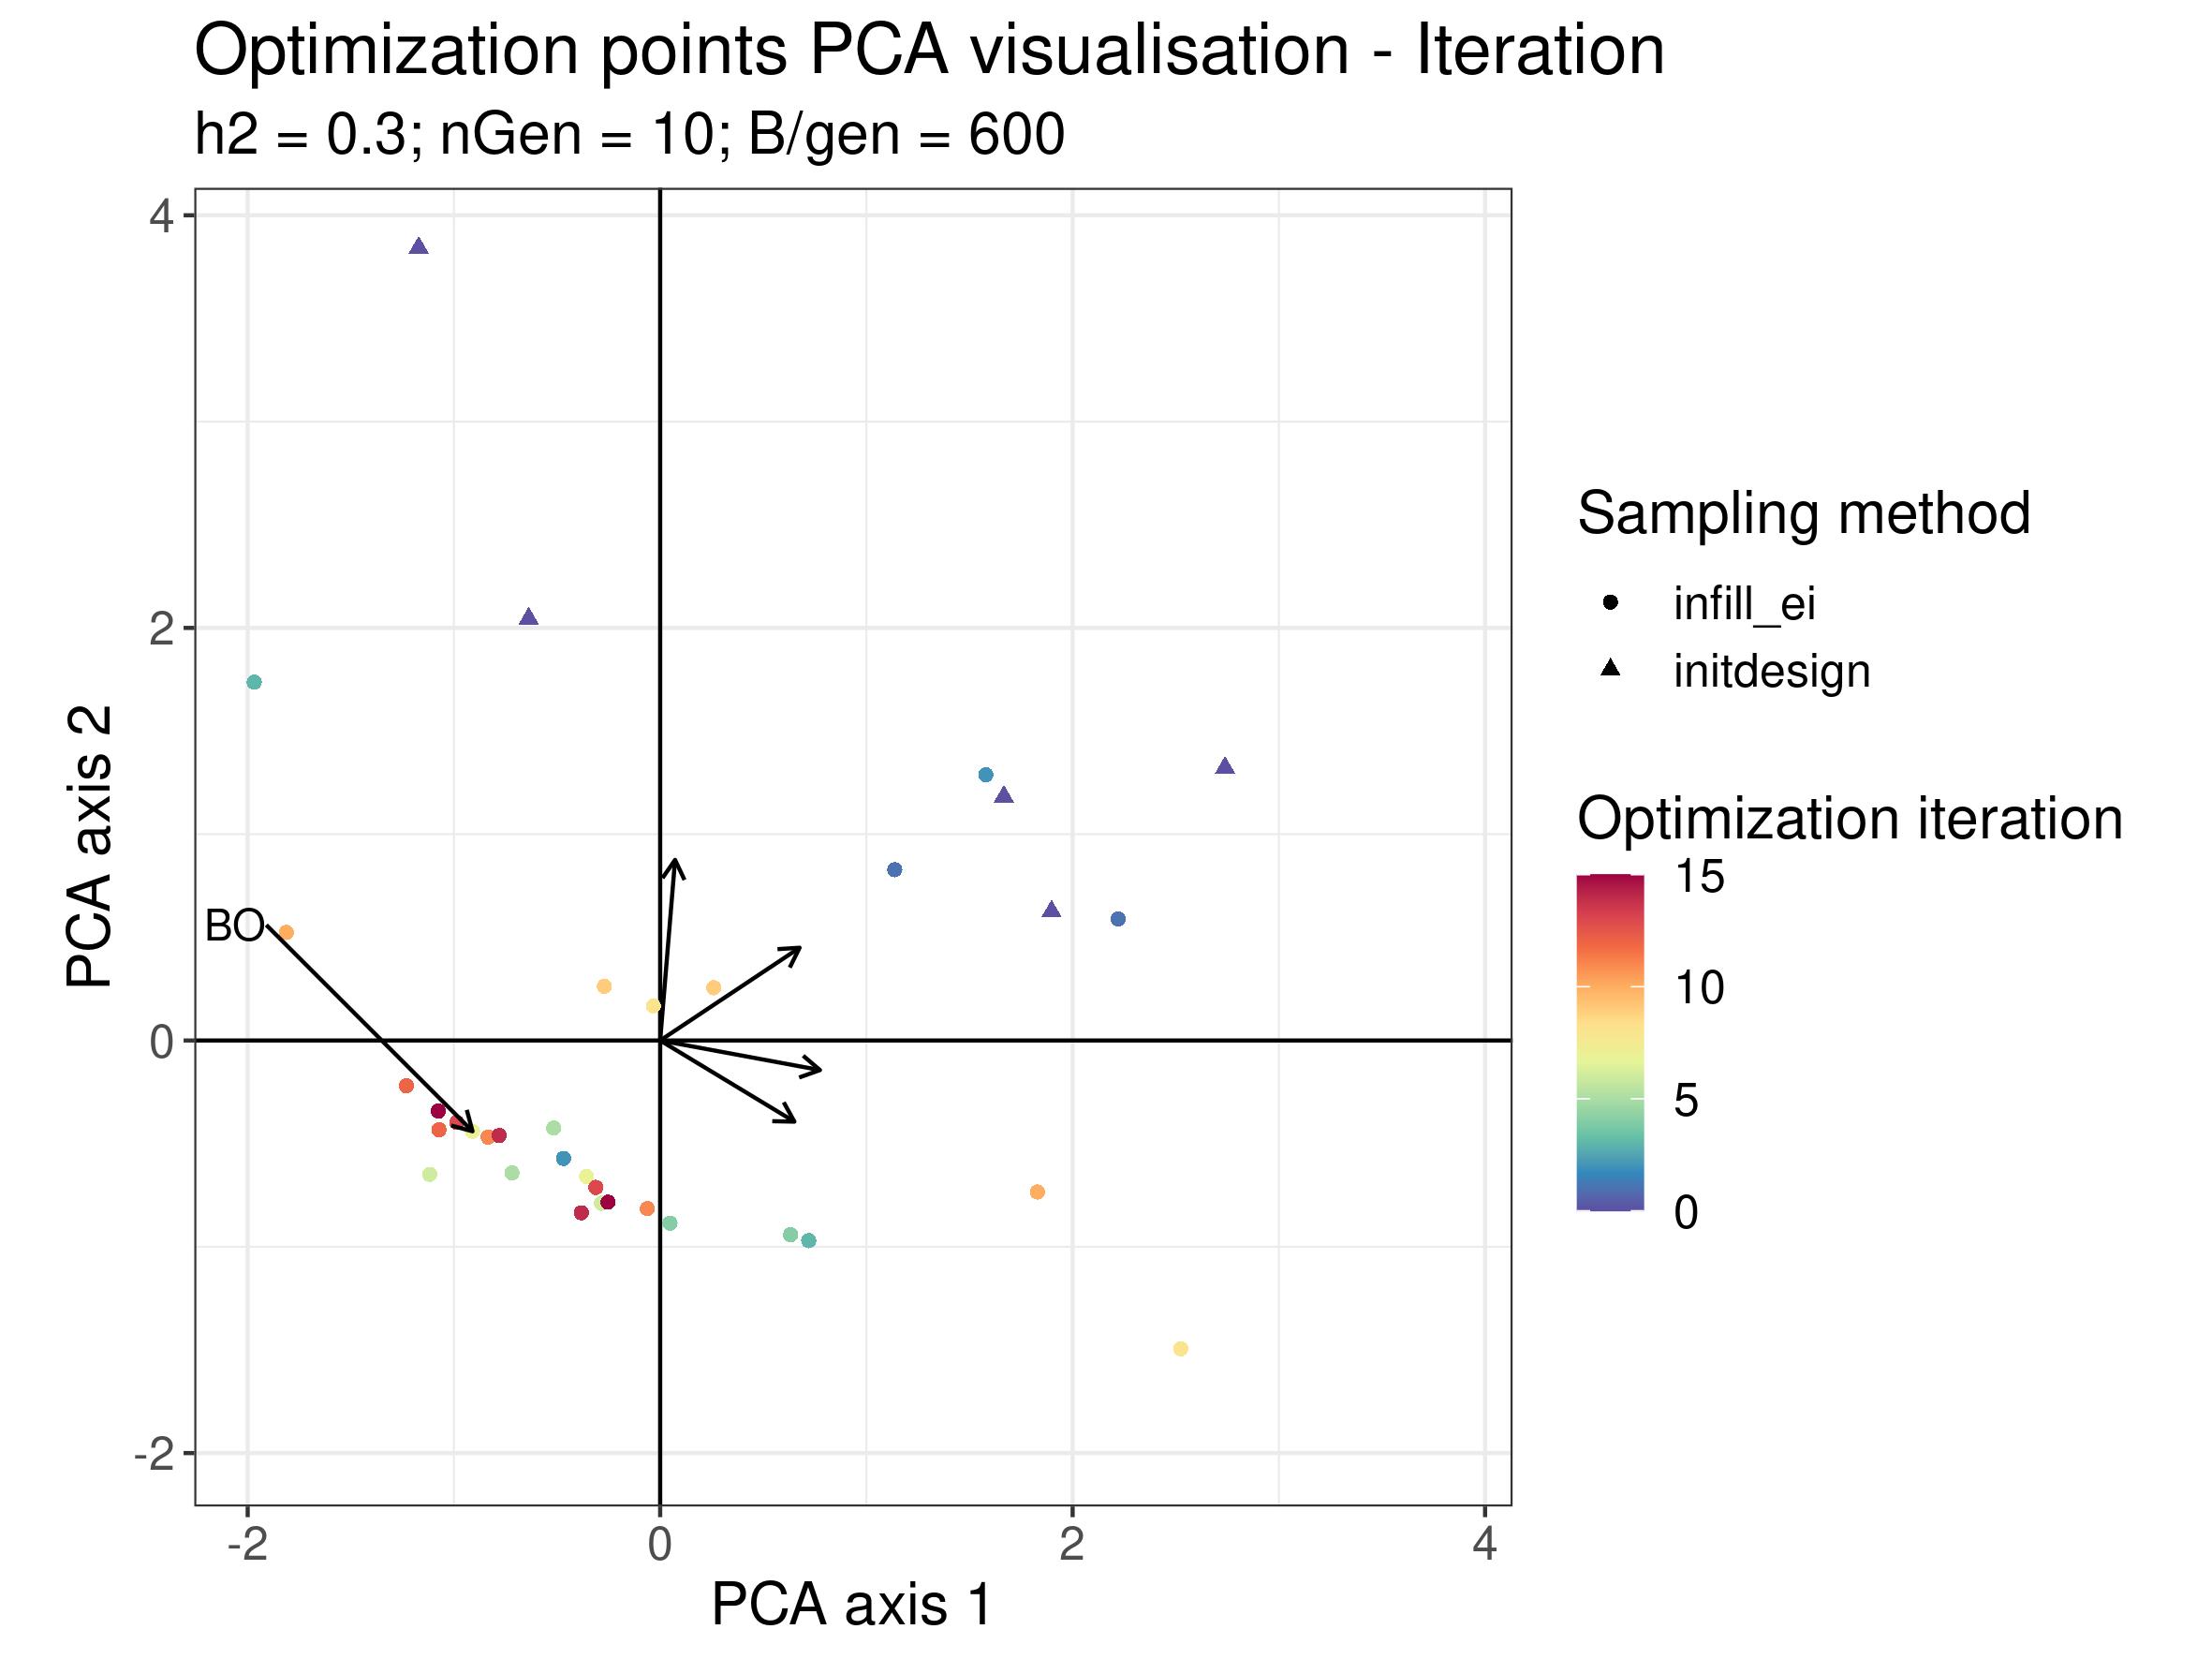 Optimization points PCA visualisation - Iteration
h2 = 0.3; nGen = 10; B/gen = 600
4
2
0
-2
PCA axis 2
BO
-2
0
2
4
PCA axis 1
Sampling method
infill_ei
initdesign
Optimization iteration
15
10
5
0